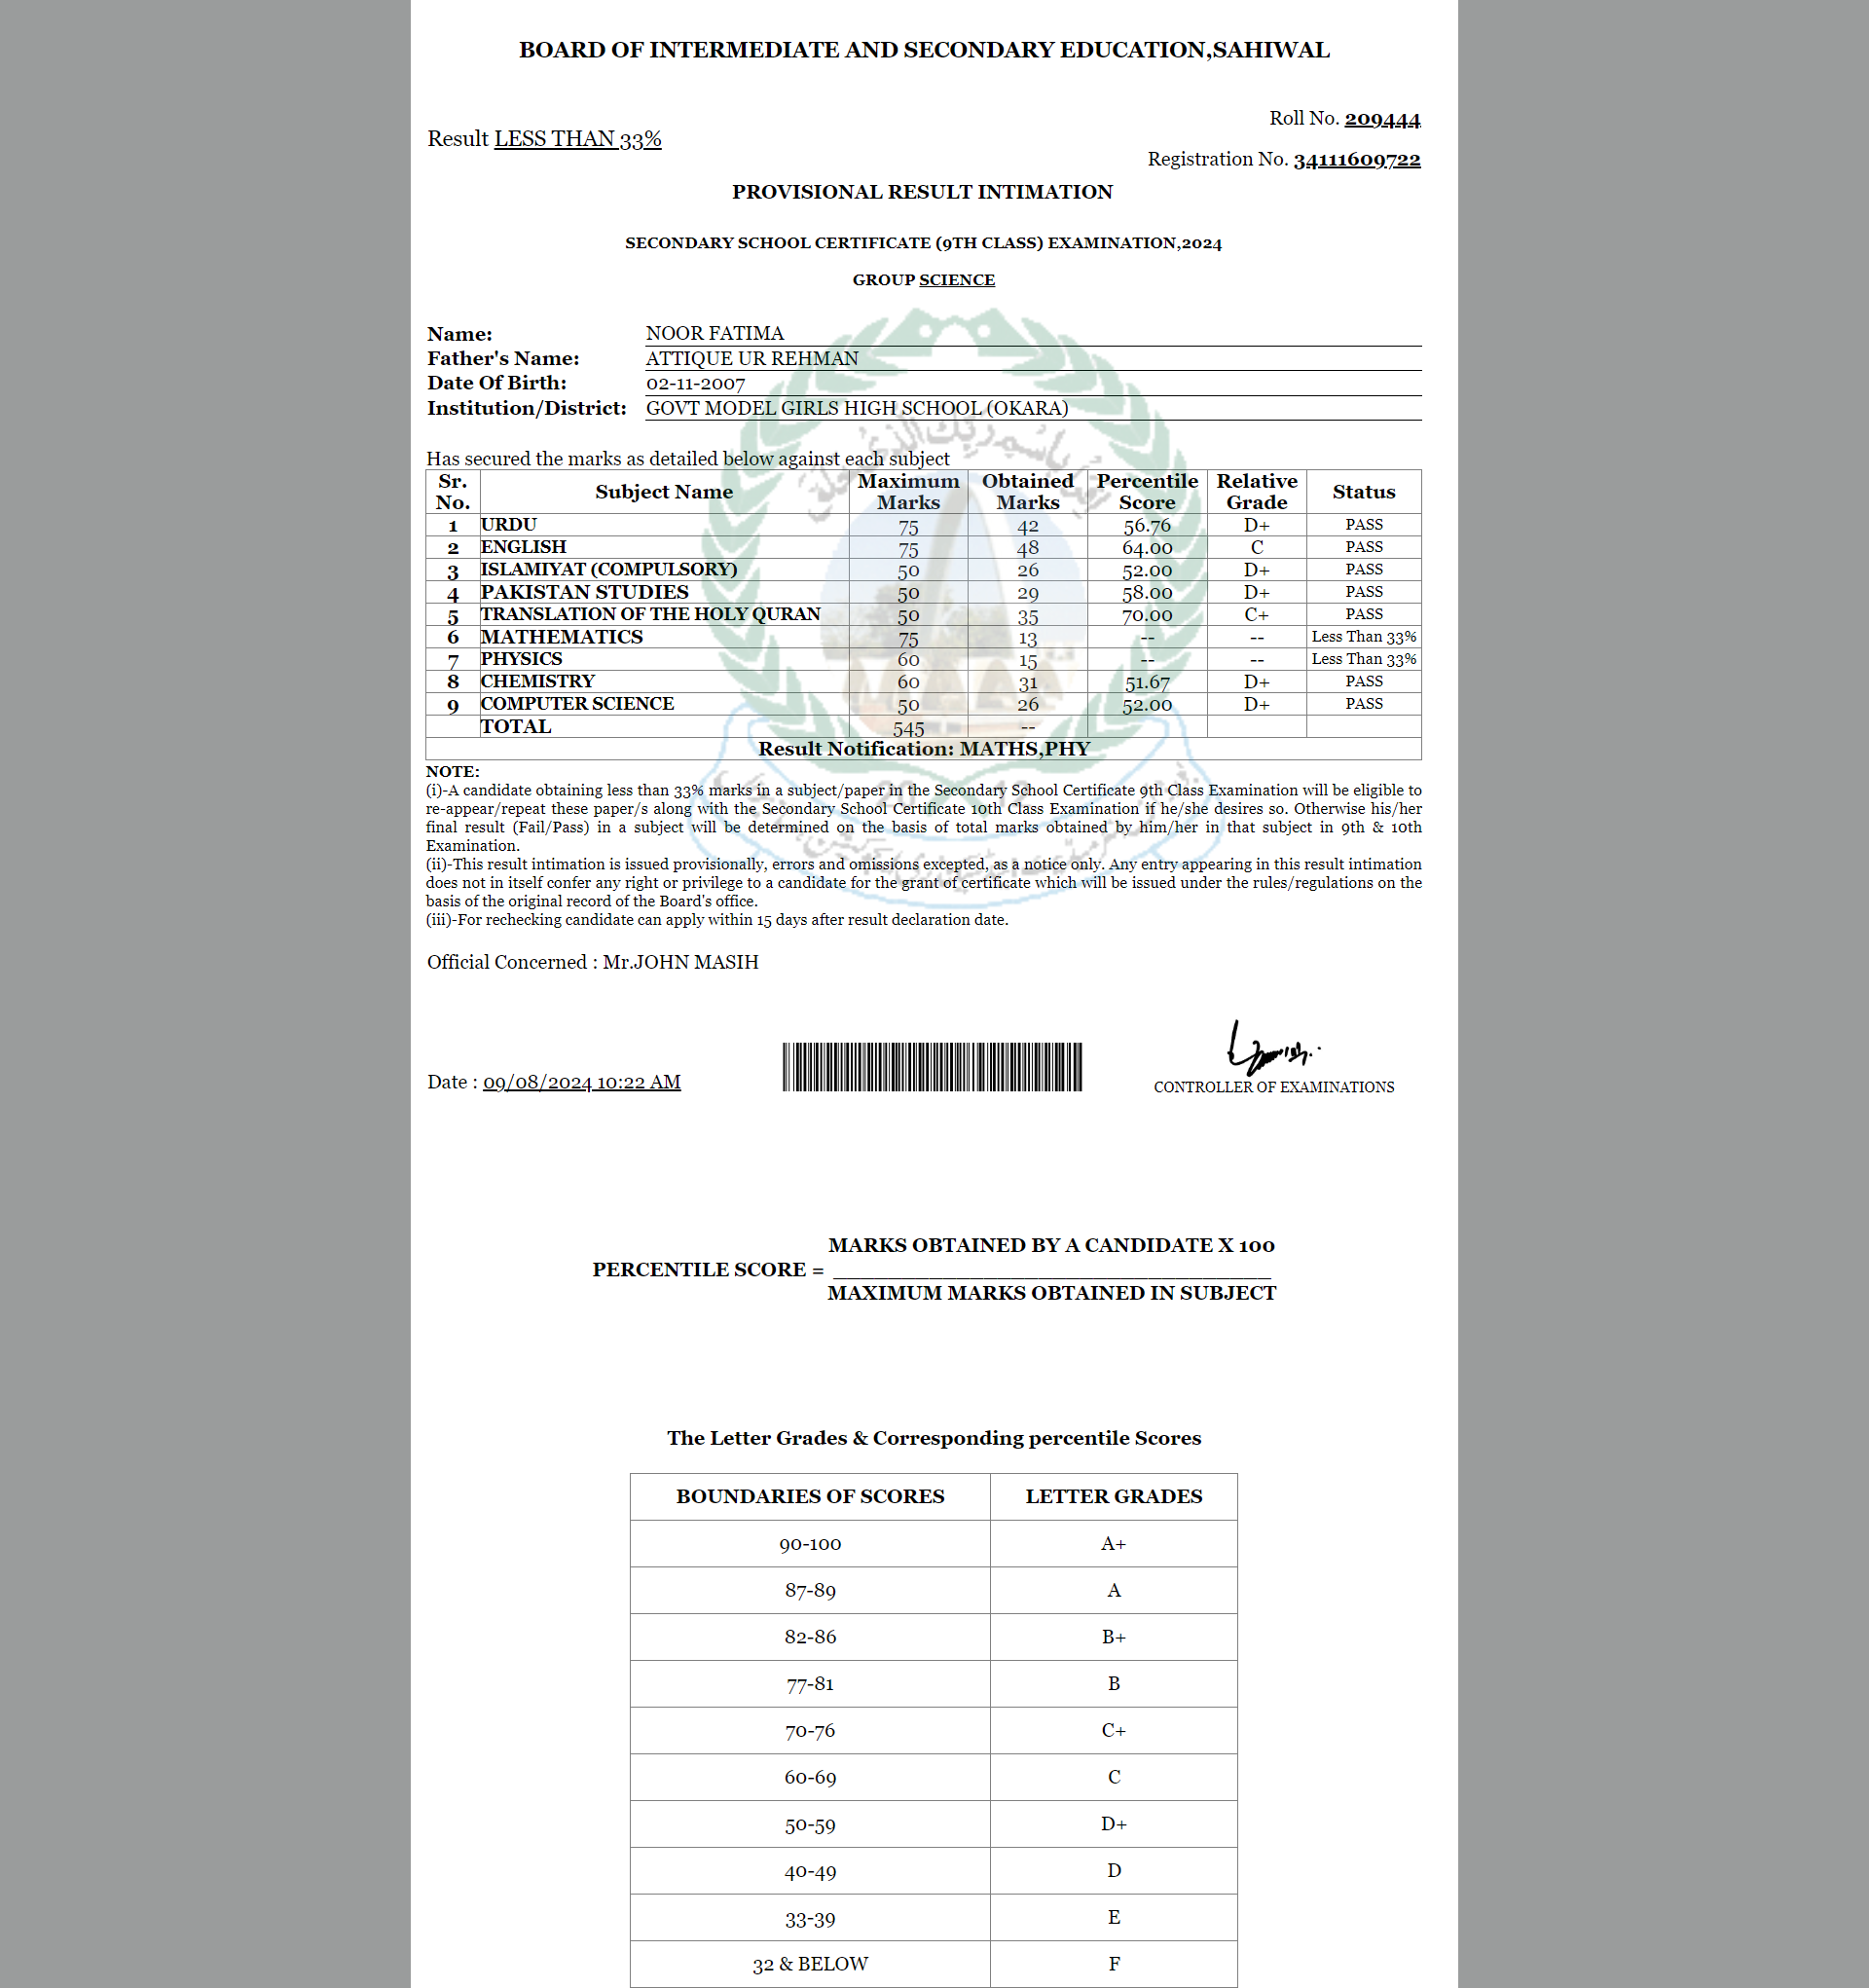 BOARD OF INTERMEDIATE AND SECONDARY EDUCATION,SAHIWAL
Roll No. 209444
Result LESS THAN 33%
Registration No. 34111609722
PROVISIONAL RESULT INTIMATION
SECONDARY SCHOOL CERTIFICATE (9TH CLASS) EXAMINATION,2024
GROUP SCIENCE
Name: NOOR FATIMA
Father's Name: ATTIQUE UR REHMAN
Date Of Birth: 02-11-2007
Institution/District: GOVT MODEL GIRLS HIGH SCHOOL (OKARA)
Has secured the marks as detailed below against each subject
Sr. No. Subject Name Maximum Marks Obtained Marks Percentile Score Relative Grade Status
1 URDU 75 42 56.76 D+ PASS
2 ENGLISH 75 48 64.00 C PASS
3 ISLAMIYAT (COMPULSORY) 50 26 52.00 D+ PASS
4 PAKISTAN STUDIES 50 29 58.00 D+ PASS
5 TRANSLATION OF THE HOLY QURAN 50 35 70.00 C+ PASS
6 MATHEMATICS 75 13 -- -- Less Than 33%
7 PHYSICS 60 15 -- -- Less Than 33%
8 CHEMISTRY 60 31 51.67 D+ PASS
9 COMPUTER SCIENCE 50 26 52.00 D+ PASS
TOTAL 545 --
Result Notification: MATHS,PHY
NOTE:
(i)-A candidate obtaining less than 33% marks in a subject/paper in the Secondary School Certificate 9th Class Examination will be eligible to
re-appear/repeat these paper/s along with the Secondary School Certificate 10th Class Examination if he/she desires so. Otherwise his/her
final result (Fail/Pass) in a subject will be determined on the basis of total marks obtained by him/her in that subject in 9th & 10th
Examination.
(ii)-This result intimation is issued provisionally, errors and omissions excepted, as a notice only. Any entry appearing in this result intimation
does not in itself confer any right or privilege to a candidate for the grant of certificate which will be issued under the rules/regulations on the
basis of the original record of the Board's office.
(iii)-For rechecking candidate can apply within 15 days after result declaration date.
Official Concerned : Mr.JOHN MASIH
Date : 09/08/2024 10:22 AM
CONTROLLER OF EXAMINATIONS
MARKS OBTAINED BY A CANDIDATE X 100
PERCENTILE SCORE =
MAXIMUM MARKS OBTAINED IN SUBJECT
The Letter Grades & Corresponding percentile Scores
BOUNDARIES OF SCORES LETTER GRADES
90-100 A+
87-89 A
82-86 B+
77-81 B
70-76 C+
60-69 C
50-59 D+
40-49 D
33-39 E
32 & BELOW F